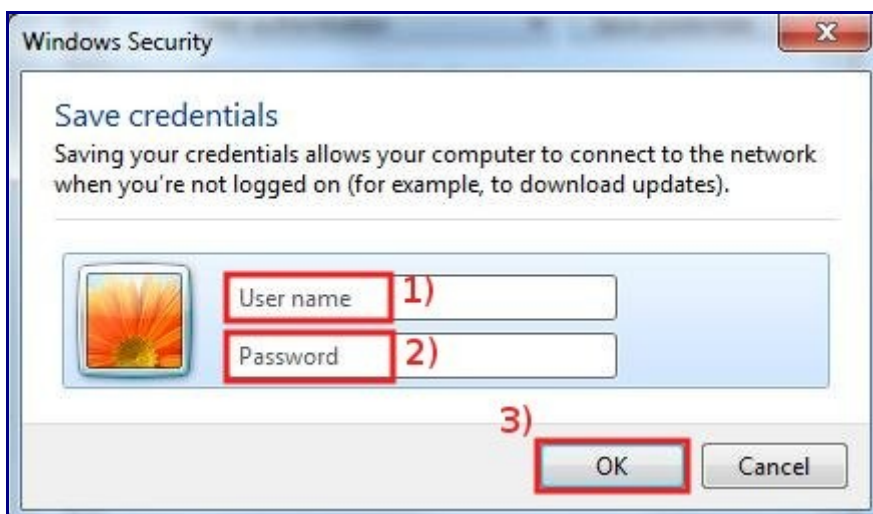 Windows Security
Save credentials
Saving your credentials allows your computer to connect to the network
when you're not logged on (for example, to download updates).
User name 1)
Password 2)
3)
OK Cancel